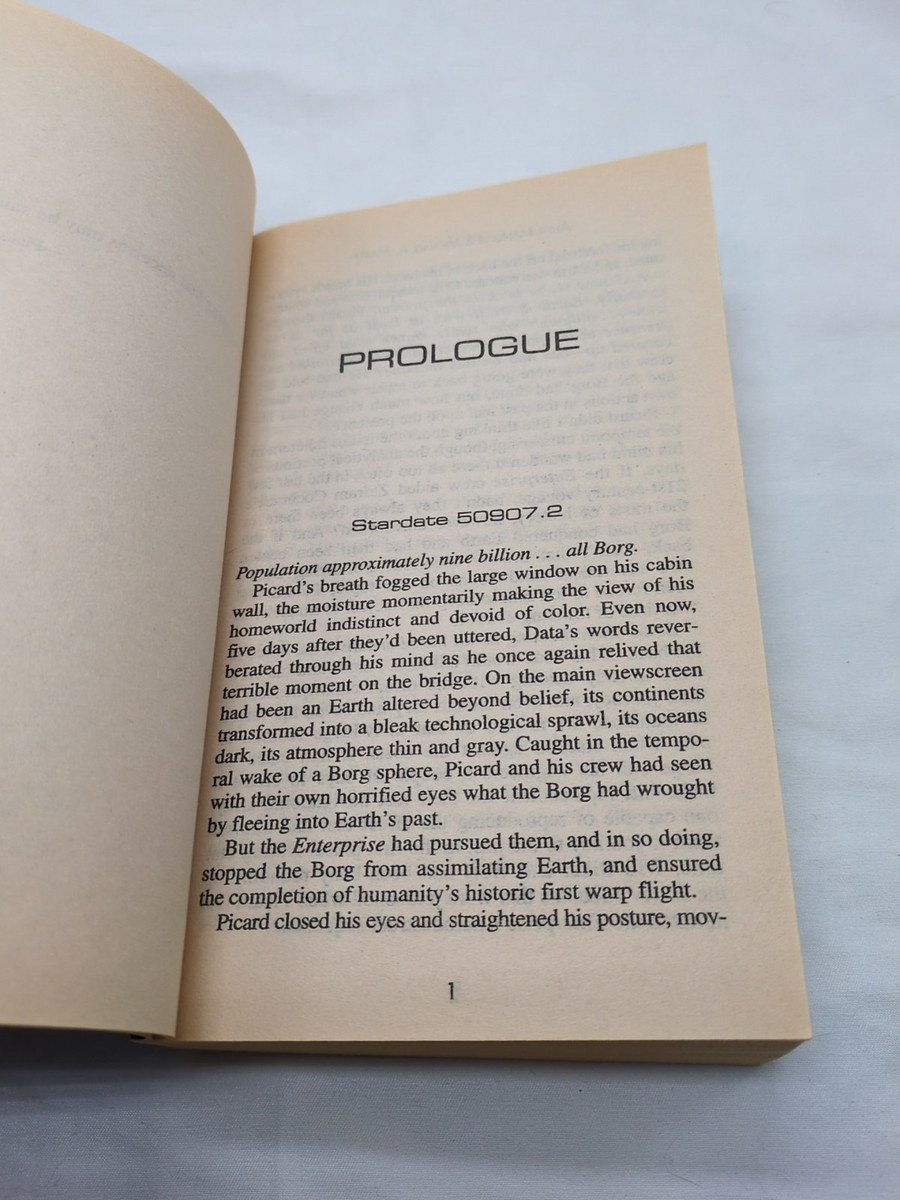 PROLOGUE
Stardate 50907.2
Population approximately nine billion . . . all Borg.
Picard's breath fogged the large window on his cabin
wall, the moisture momentarily making the view of his
homeworld indistinct and devoid of color. Even now,
five days after they'd been uttered, Data's words rever-
berated through his mind as he once again relived that
terrible moment on the bridge. On the main viewscreen
had been an Earth altered beyond belief, its continents
transformed into a bleak technological sprawl, its oceans
dark, its atmosphere thin and gray. Caught in the tempo-
ral wake of a Borg sphere, Picard and his crew had seen
with their own horrified eyes what the Borg had wrought
by fleeing into Earth's past.
But the Enterprise had pursued them, and in so doing,
stopped the Borg from assimilating Earth, and ensured
the completion of humanity's historic first warp flight.
Picard closed his eyes and straightened his posture, mov-
1